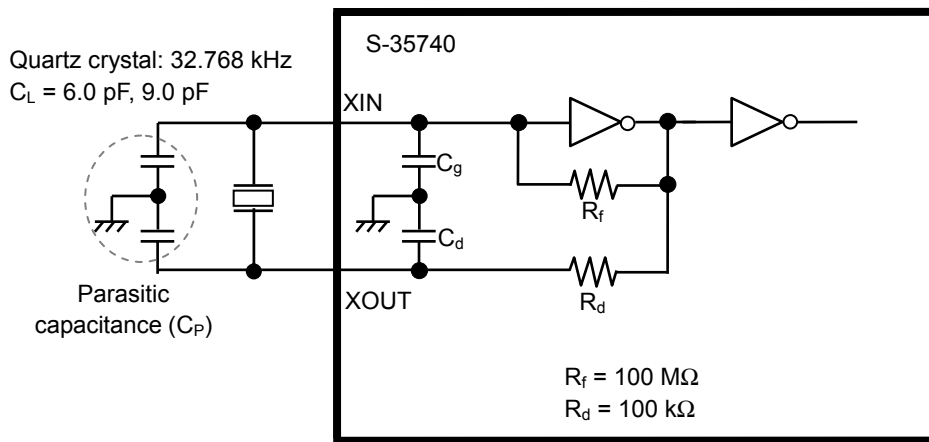 S-35740
Quartz crystal: 32.768 kHz
C_L = 6.0 pF, 9.0 pF
XIN
C_g
R_f
C_d
Parasitic
capacitance (C_P)
XOUT
R_d
R_f = 100 MΩ
R_d = 100 kΩ